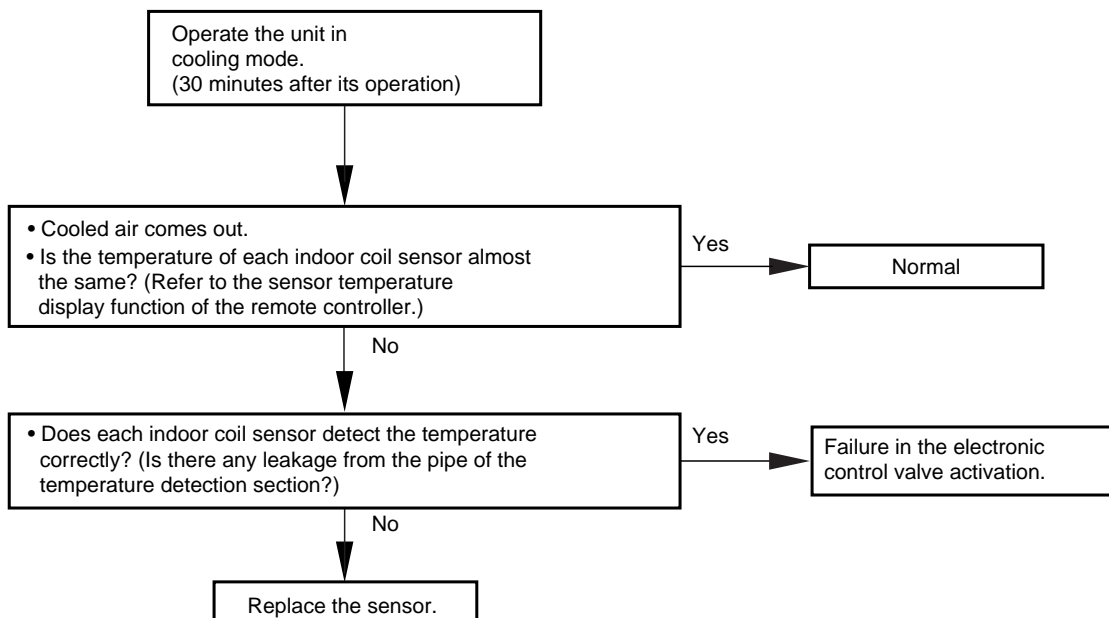 Operate the unit in
cooling mode.
(30 minutes after its operation)
• Cooled air comes out.
• Is the temperature of each indoor coil sensor almost
the same? (Refer to the sensor temperature
display function of the remote controller.)
Yes
Normal
No
• Does each indoor coil sensor detect the temperature
correctly? (Is there any leakage from the pipe of the
temperature detection section?)
Yes
Failure in the electronic
control valve activation.
No
Replace the sensor.